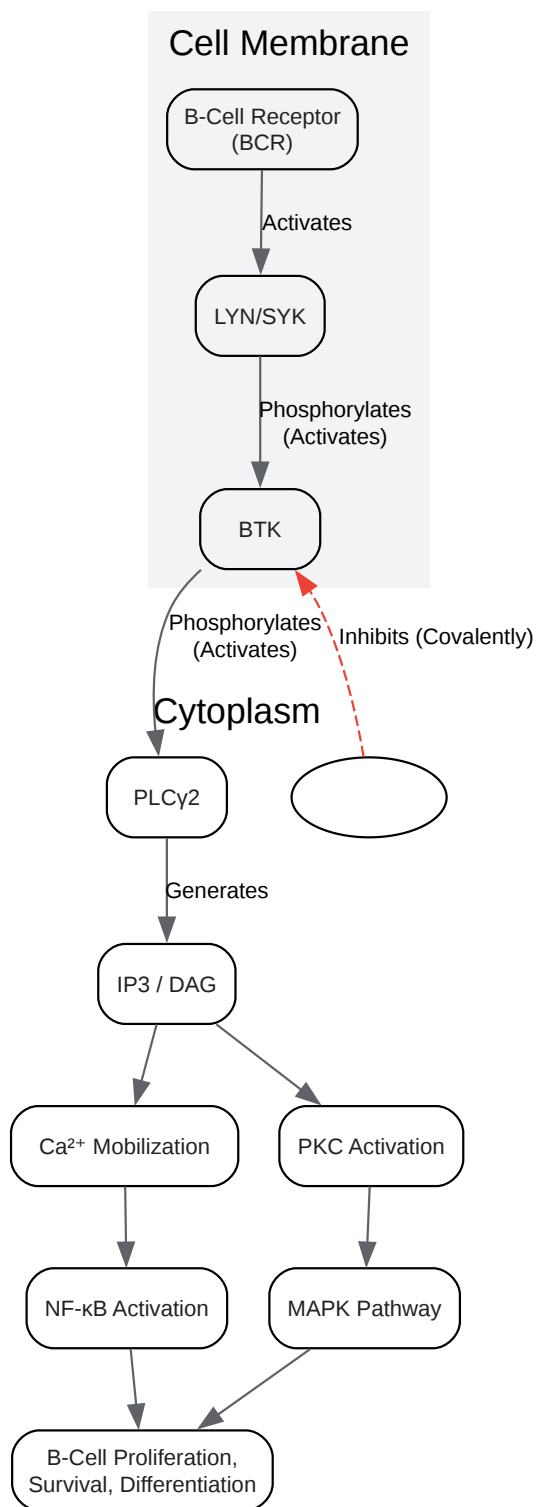 Cell Membrane
B-Cell Receptor
(BCR)
Activates
LYN/SYK
Phosphorylates
(Activates)
BTK
Phosphorylates
(Activates)
Inhibits (Covalently)
Cytoplasm
PLCγ2
Generates
IP3 / DAG
Ca²⁺ Mobilization
PKC Activation
NF-κB Activation
MAPK Pathway
B-Cell Proliferation,
Survival, Differentiation